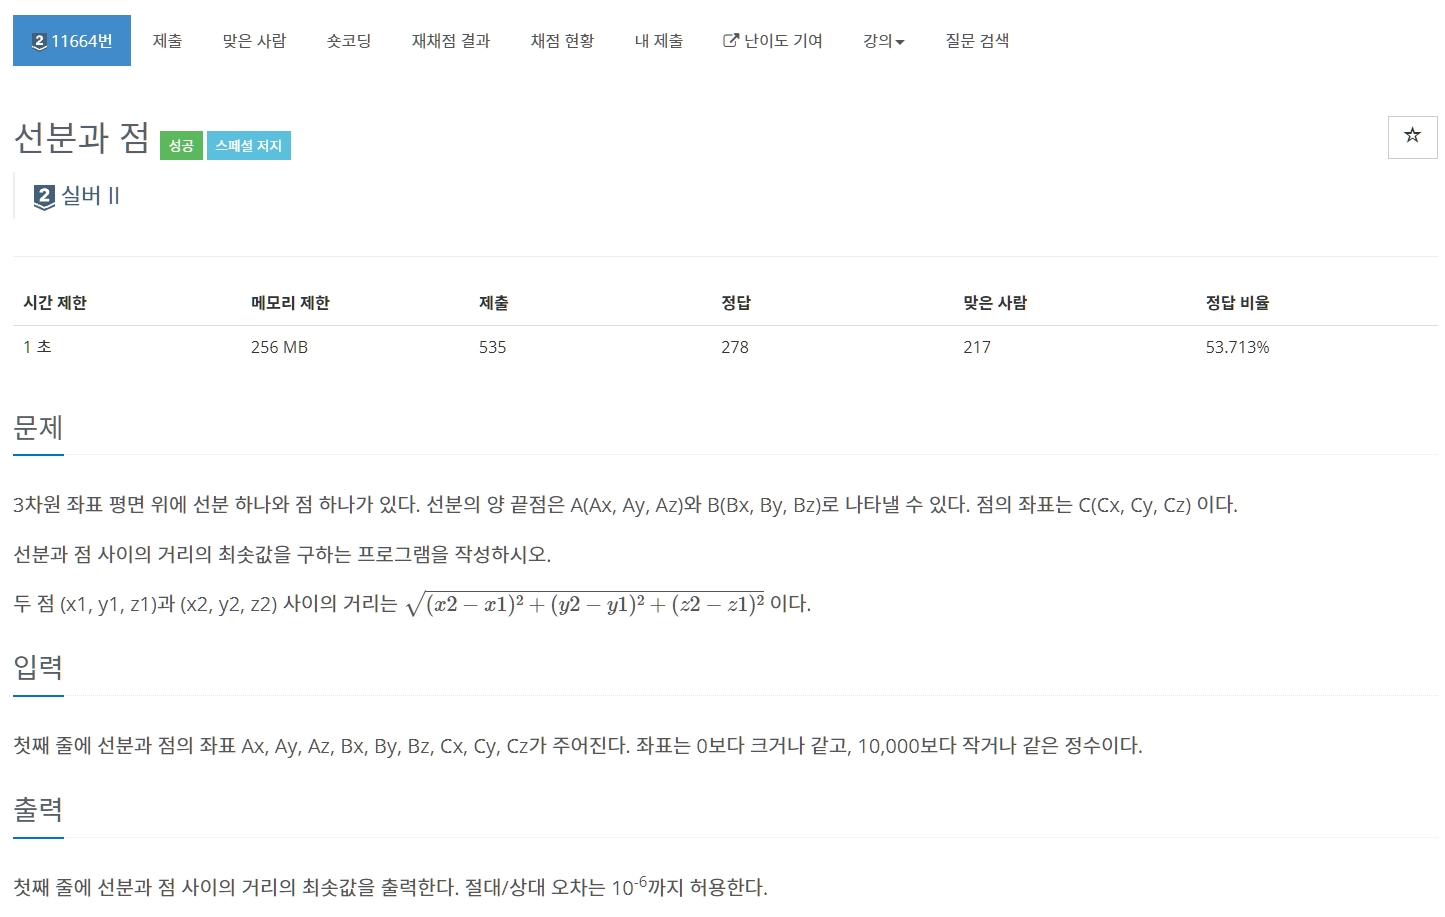 2 11664번 제출 맞은 사람 숏코딩 재채점 결과 채점 현황 내 제출 난이도 기여 강의 질문 검색
선분과 점 성공 스페셜 저지
2 실버 II
시간 제한 메모리 제한 제출 정답 맞은 사람 정답 비율
1 초 256 MB 535 278 217 53.713%
문제
3차원 좌표 평면 위에 선분 하나와 점 하나가 있다. 선분의 양 끝점은 A(Ax, Ay, Az)와 B(Bx, By, Bz)로 나타낼 수 있다. 점의 좌표는 C(Cx, Cy, Cz) 이다.
선분과 점 사이의 거리의 최솟값을 구하는 프로그램을 작성하시오.
두 점 (x1, y1, z1)과 (x2, y2, z2) 사이의 거리는 √(x2 − x1)² + (y2 − y1)² + (z2 − z1)² 이다.
입력
첫째 줄에 선분과 점의 좌표 Ax, Ay, Az, Bx, By, Bz, Cx, Cy, Cz가 주어진다. 좌표는 0보다 크거나 같고, 10,000보다 작거나 같은 정수이다.
출력
첫째 줄에 선분과 점 사이의 거리의 최솟값을 출력한다. 절대/상대 오차는 10⁻⁶까지 허용한다.